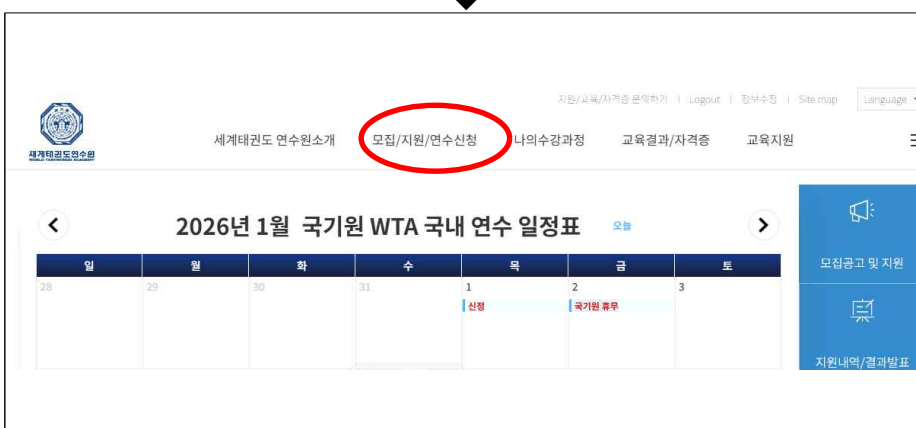 지원/교육/자격증 문의하기 | Logout | 정보수정 | Site map Language
세계태권도연수원
WORLD TAEKWONDO ACADEMY
세계태권도 연수원소개 모집/지원/연수신청 나의수강과정 교육결과/자격증 교육지원
2026년 1월 국기원 WTA 국내 연수 일정표 오늘
일 월 화 수 목 금 토
28 29 30 31 1 2 3
신정 국기원 휴무
모집공고 및 지원
지원내역/결과발표